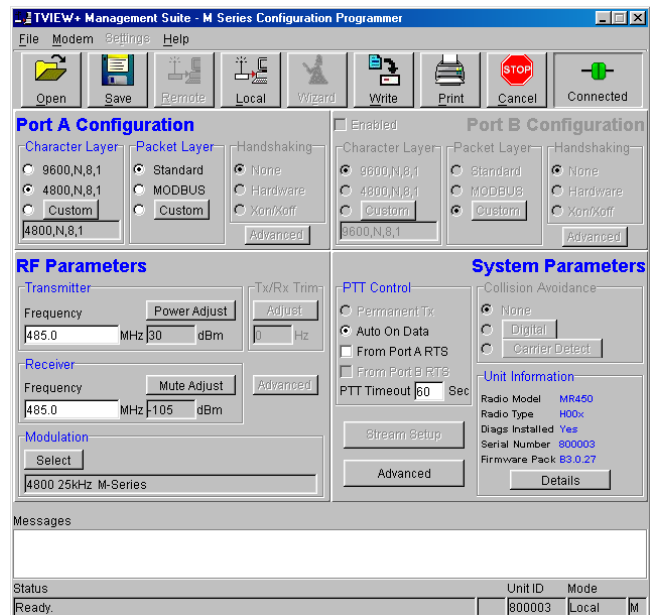 TVIEW+ Management Suite - M Series Configuration Programmer
File Modem Settings Help
Open Save Remote Local Wizard Write Print STOP Cancel Connected
Port A Configuration
Character Layer Packet Layer Handshaking
9600,N,8,1 Standard None
4800,N,8,1 MODBUS Hardware
Custom Custom Xon/Xoff
4800,N,8,1 Advanced
Enabled Port B Configuration
Character Layer Packet Layer Handshaking
9600,N,8,1 Standard None
4800,N,8,1 MODBUS Hardware
Custom Custom Xon/Xoff
9600,N,8,1 Advanced
RF Parameters
Transmitter Tx/Rx Trim
Frequency Power Adjust Adjust
485.0 MHz 30 dBm 0 Hz
Receiver
Frequency Mute Adjust Advanced
485.0 MHz -105 dBm
Modulation
Select
4800 25kHz M-Series
System Parameters
PTT Control
Permanent Tx
Auto On Data
From Port A RTS
From Port B RTS
PTT Timeout 60 Sec
Stream Setup
Advanced
Collision Avoidance
None
Digital
Carrier Detect
Unit Information
Radio Model MR450
Radio Type H00x
Diags Installed Yes
Serial Number 800003
Firmware Pack B3.0.27
Details
Messages
Status Unit ID Mode
Ready. 800003 Local M